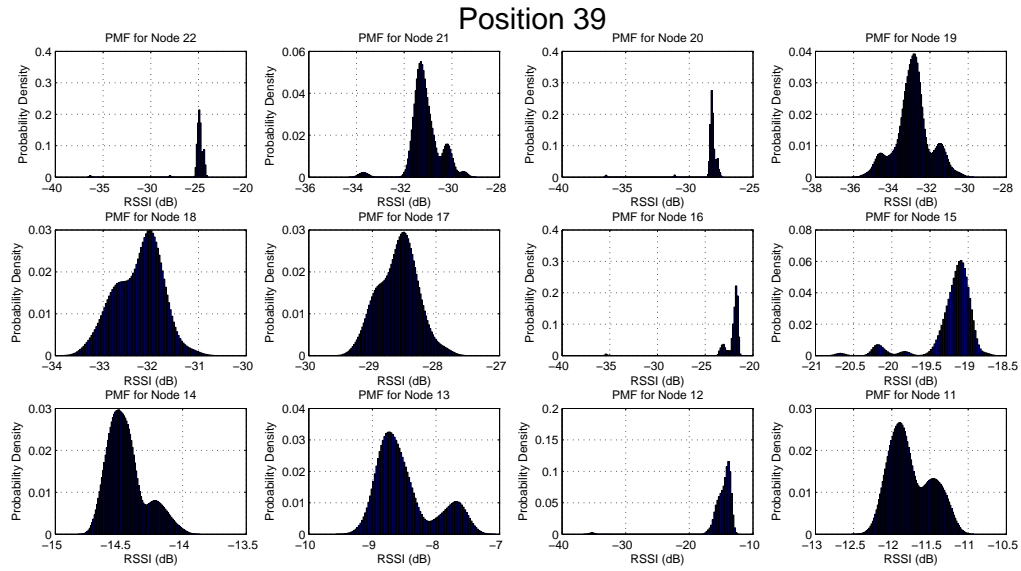 Position 39
PMF for Node 22
0.4
0.3
0.2
0.1
0
Probability Density
−40 −35 −30 −25 −20
RSSI (dB)
PMF for Node 21
0.06
0.04
0.02
0
Probability Density
−36 −34 −32 −30 −28
RSSI (dB)
PMF for Node 20
0.4
0.3
0.2
0.1
0
Probability Density
−40 −35 −30 −25
RSSI (dB)
PMF for Node 19
0.04
0.03
0.02
0.01
0
Probability Density
−38 −36 −34 −32 −30 −28
RSSI (dB)
PMF for Node 18
0.03
0.02
0.01
0
Probability Density
−34 −33 −32 −31 −30
RSSI (dB)
PMF for Node 17
0.03
0.02
0.01
0
Probability Density
−30 −29 −28 −27
RSSI (dB)
PMF for Node 16
0.4
0.3
0.2
0.1
0
Probability Density
−40 −30 −20
RSSI (dB)
PMF for Node 15
0.08
0.06
0.04
0.02
0
Probability Density
−21 −20.5 −20 −19.5 −19 −18.5
RSSI (dB)
PMF for Node 14
0.03
0.02
0.01
0
Probability Density
−15 −14.5 −14 −13.5
RSSI (dB)
PMF for Node 13
0.04
0.03
0.02
0.01
0
Probability Density
−10 −9 −8 −7
RSSI (dB)
PMF for Node 12
0.2
0.15
0.1
0.05
0
Probability Density
−40 −30 −20 −10
RSSI (dB)
PMF for Node 11
0.03
0.02
0.01
0
Probability Density
−13 −12.5 −12 −11.5 −11 −10.5
RSSI (dB)